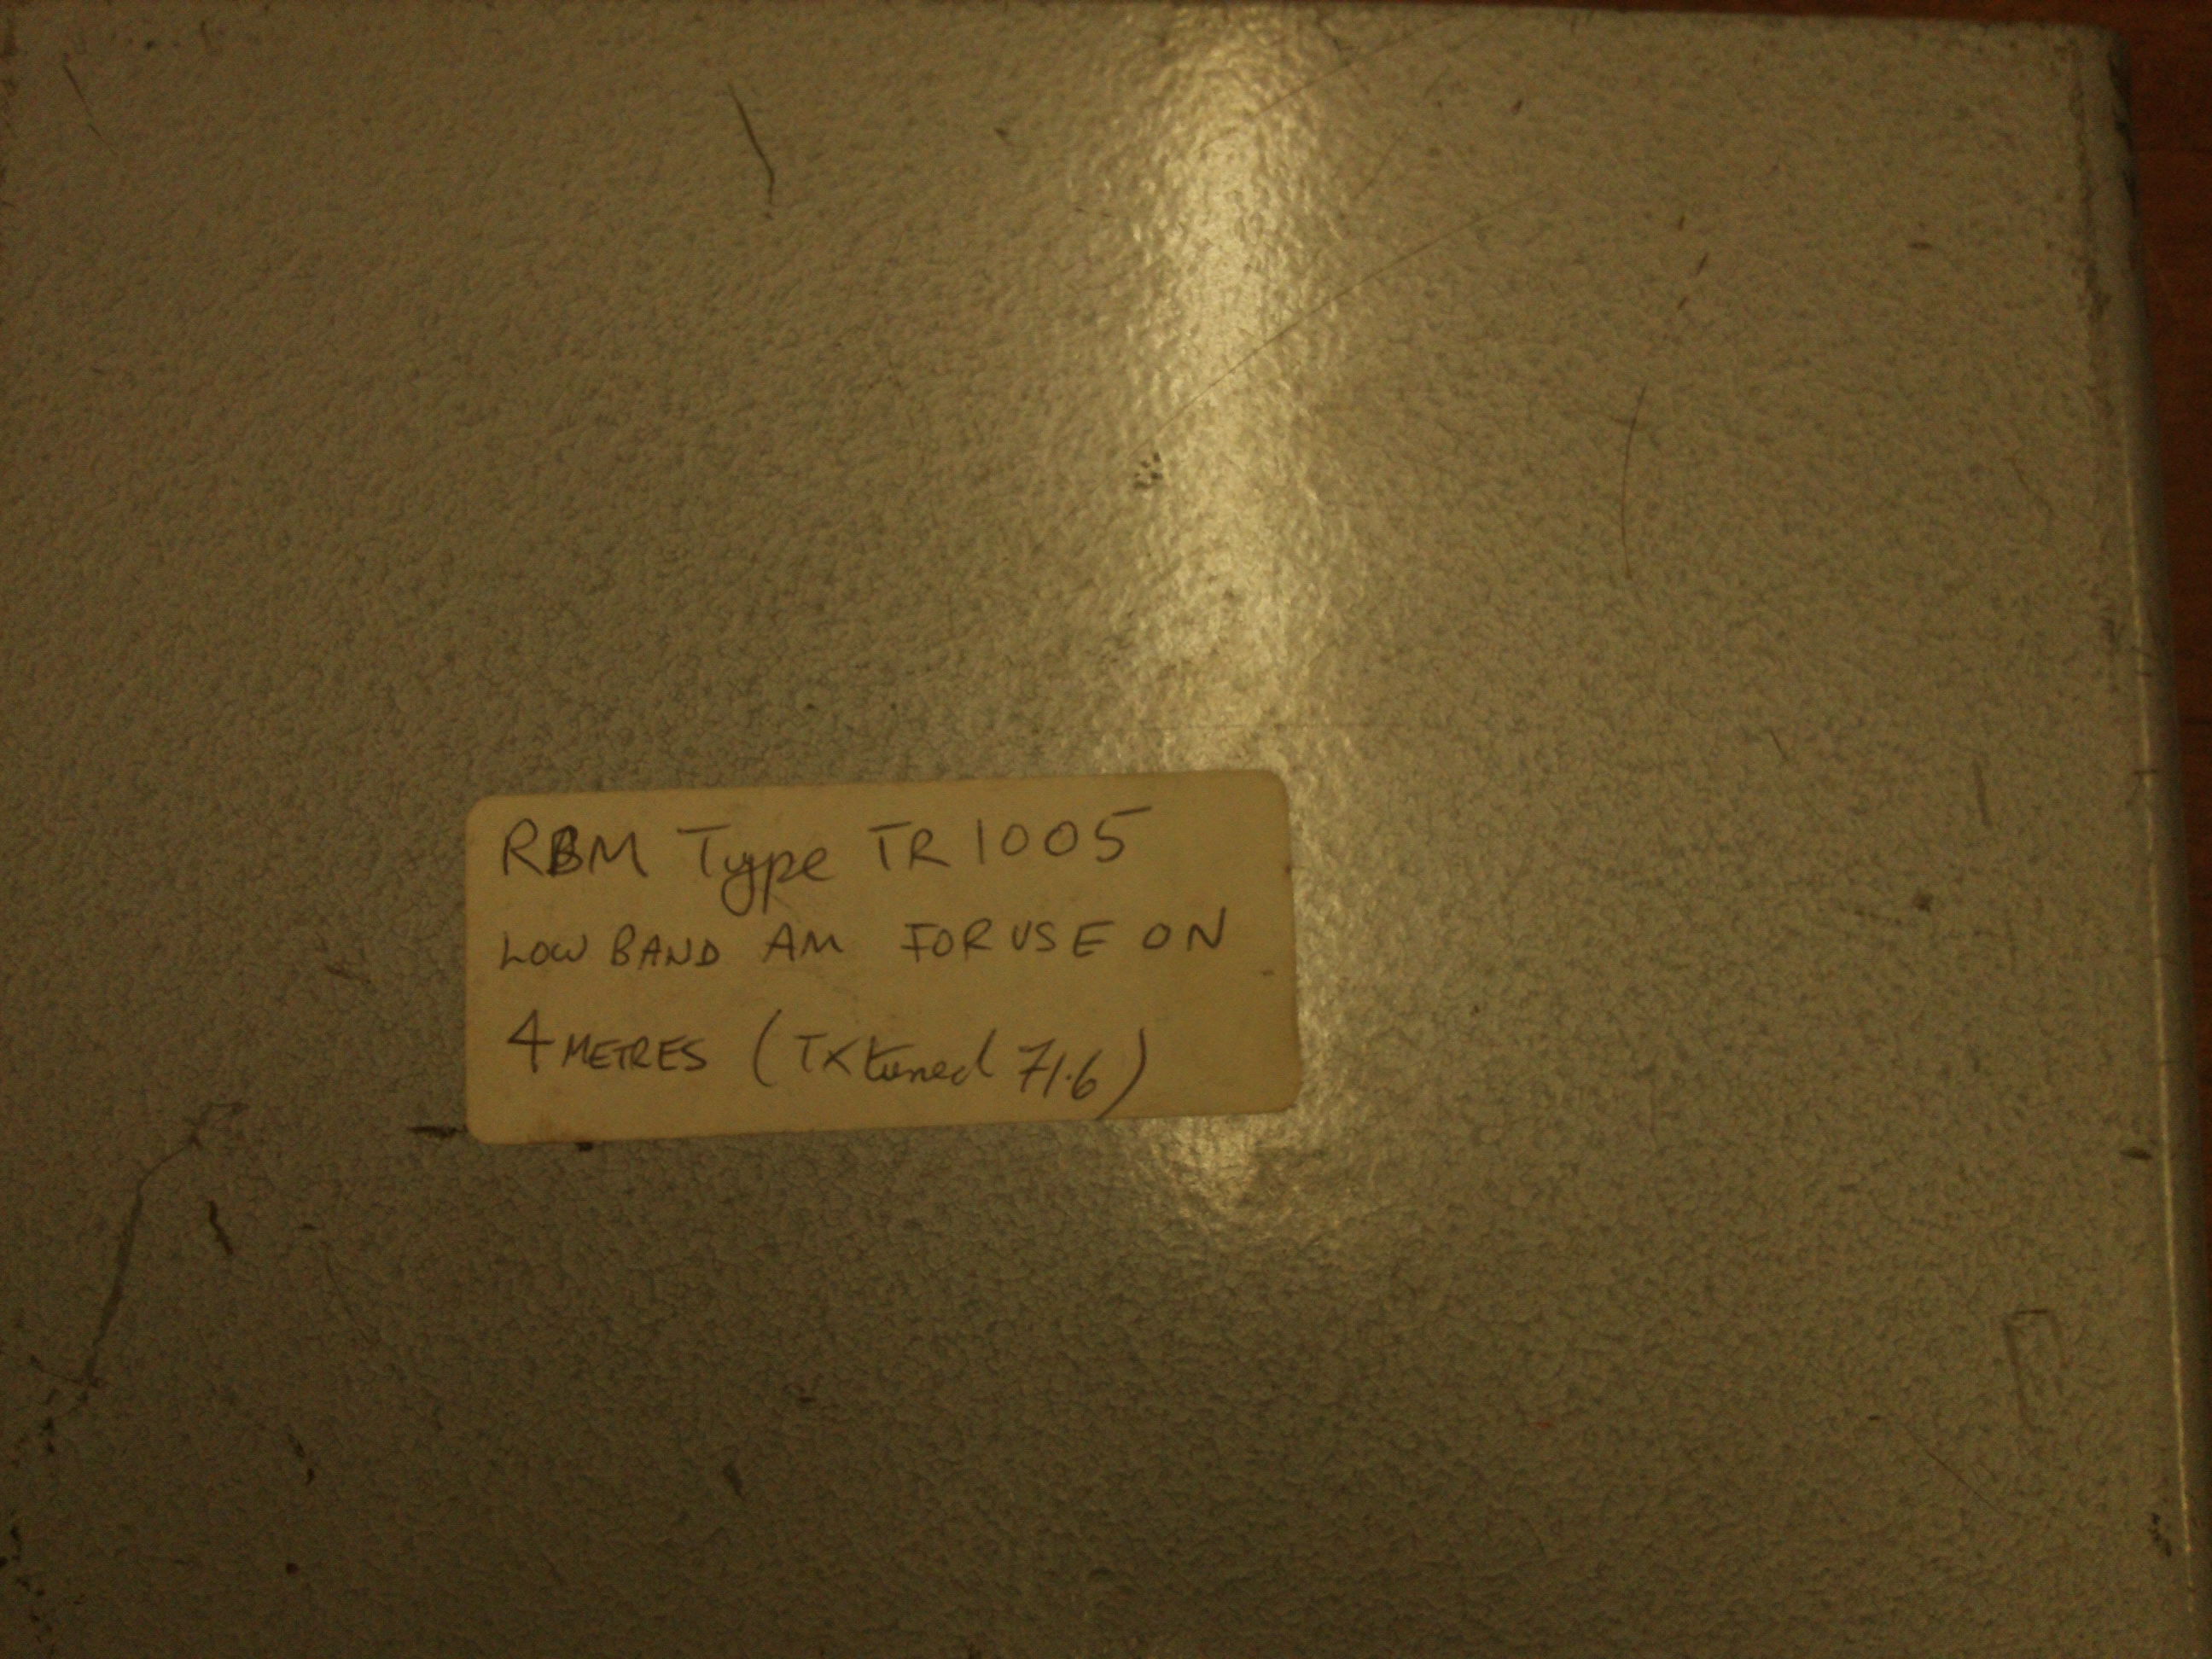 RBM Type TR1005
LOW BAND AM FOR USE ON
4 METRES (TX tuned 71.6)